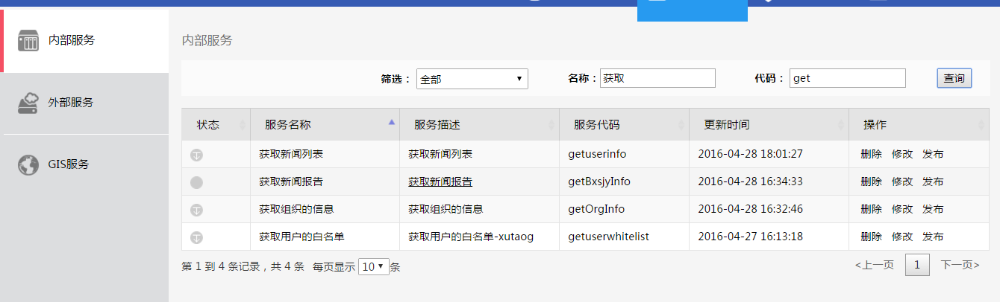 内部服务
外部服务
GIS服务
内部服务
筛选： 全部 名称： 获取 代码： get 查询
状态 服务名称 服务描述 服务代码 更新时间 操作
获取新闻列表 获取新闻列表 getuserinfo 2016-04-28 18:01:27 删除 修改 发布
获取新闻报告 获取新闻报告 getBxsjyInfo 2016-04-28 16:34:33 删除 修改 发布
获取组织的信息 获取组织的信息 getOrgInfo 2016-04-28 16:32:46 删除 修改 发布
获取用户的白名单 获取用户的白名单-xutaog getuserwhitelist 2016-04-27 16:13:18 删除 修改 发布
第 1 到 4 条记录，共 4 条 每页显示 10 条 <上一页 1 下一页>